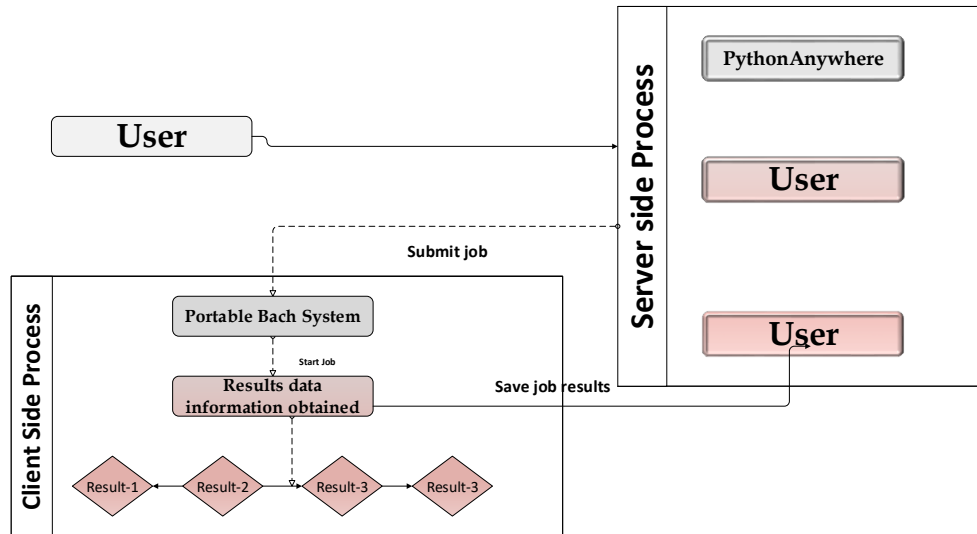 PythonAnywhere
User
User
Server side Process
Submit job
User
Client Side Process
Portable Bach System
Start Job
Results data
information obtained
Save job results
Result-1
Result-2
Result-3
Result-3